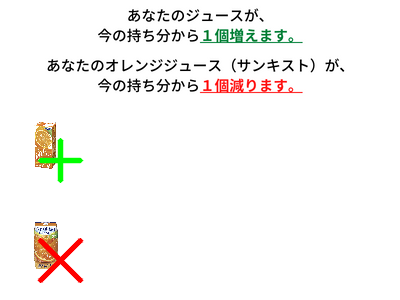 あなたのジュースが、
今の持ち分から１個増えます。
あなたのオレンジジュース（サンキスト）が、
今の持ち分から１個減ります。